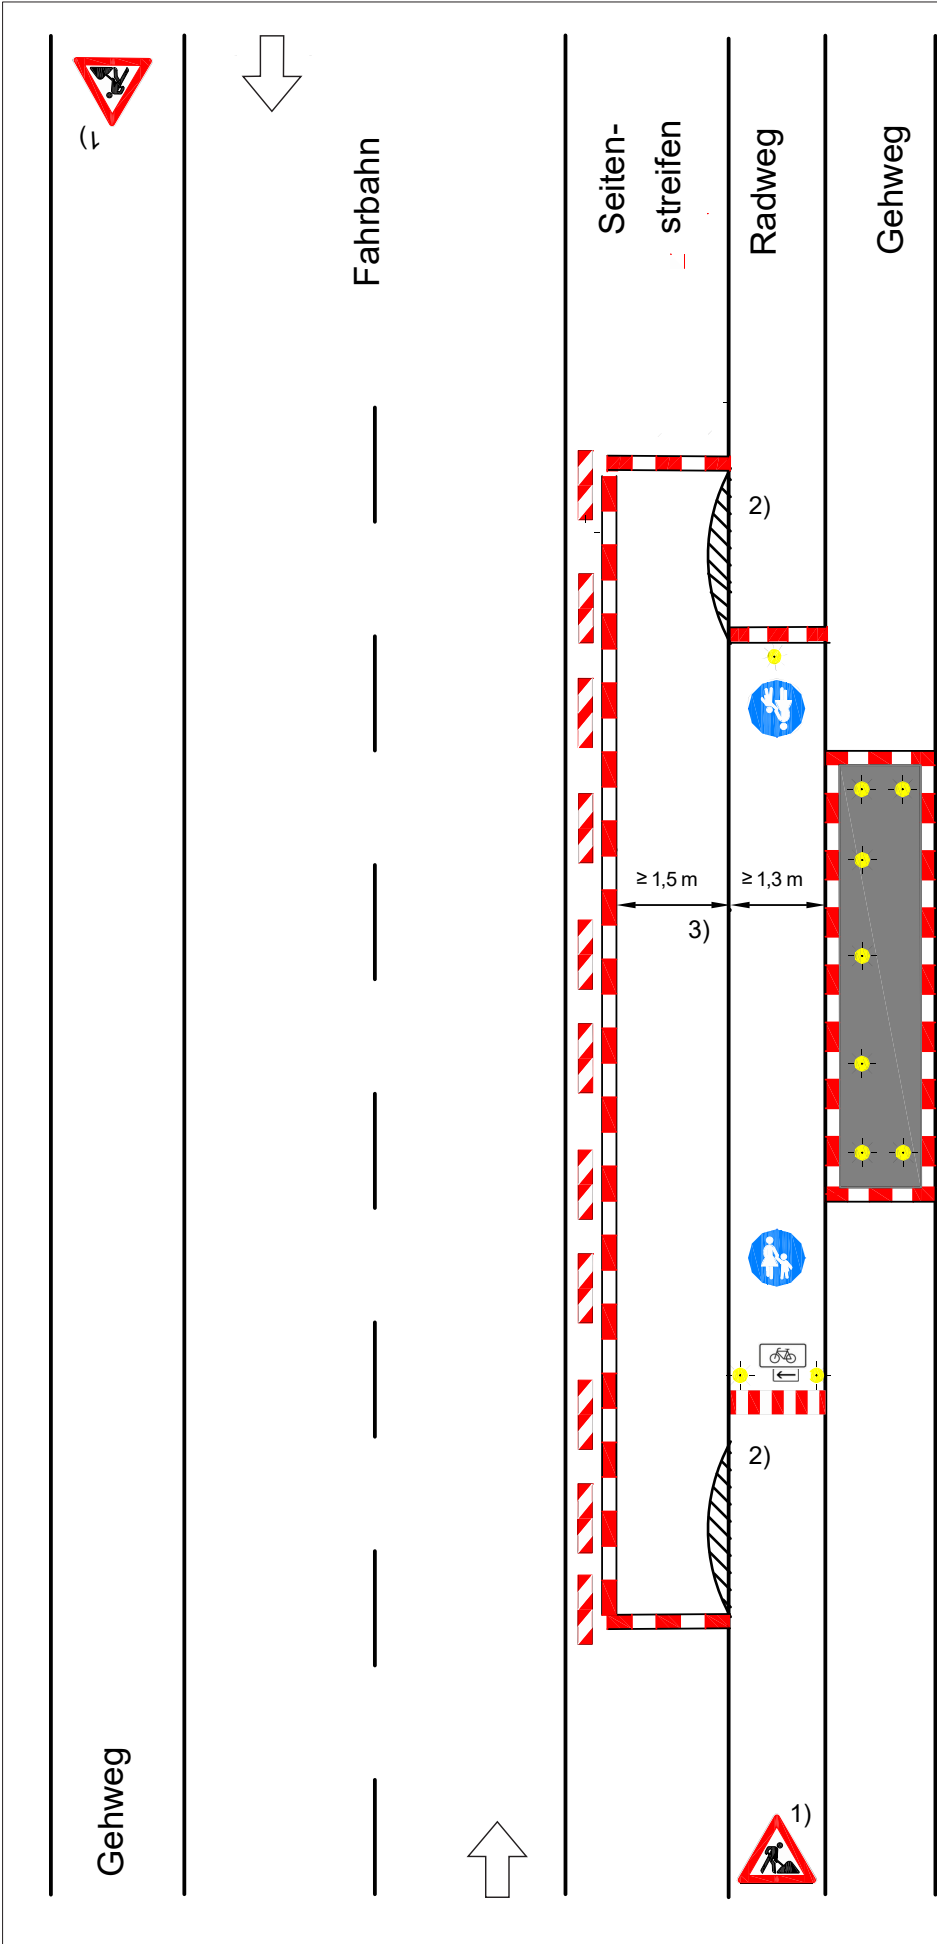 1)
Fahrbahn
Seiten-
streifen
Radweg
Gehweg
2)
≥ 1,5 m
≥ 1,3 m
3)
2)
Gehweg
1)